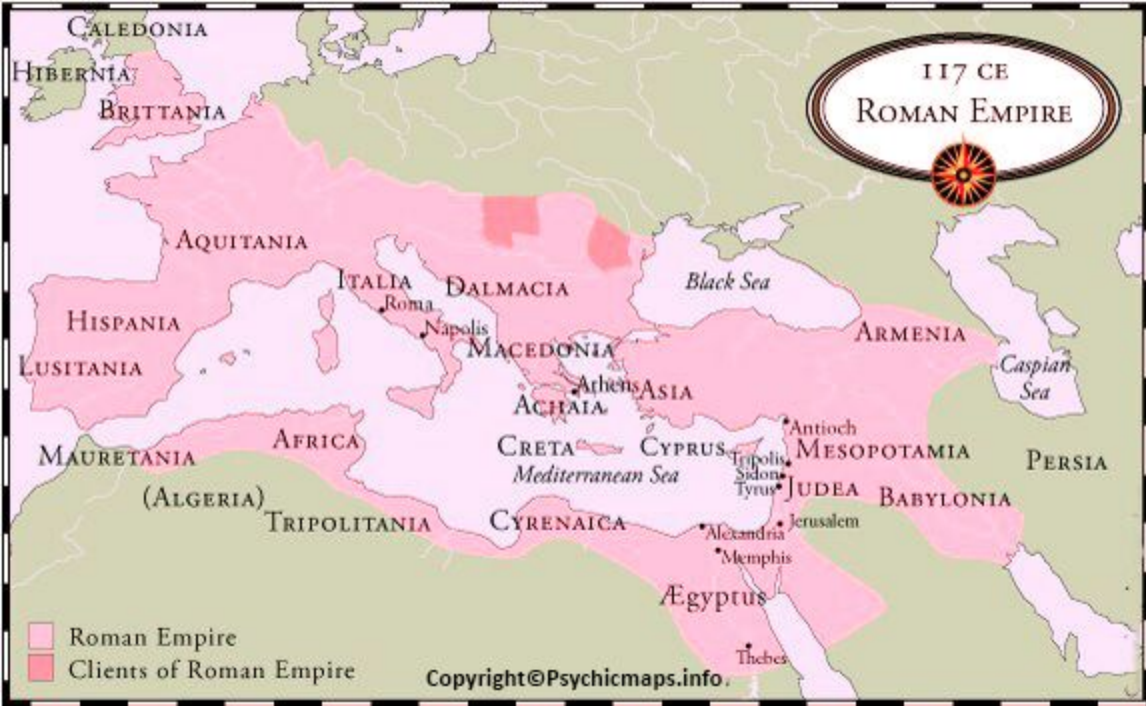 CALEDONIA
HIBERNIA
BRITTANIA
117 CE
ROMAN EMPIRE
AQUITANIA
ITALIA
Roma
DALMACIA
Black Sea
HISPANIA
Napolis
MACEDONIA
ARMENIA
LUSITANIA
Athens
ASIA
Caspian
Sea
ACHAIA
AFRICA
CRETA
CYPRUS
Antioch
MESOPOTAMIA
MAURETANIA
Tripolis
PERSIA
Mediterranean Sea
Sidon
Tyrus
JUDEA
BABYLONIA
(ALGERIA)
TRIPOLITANIA
CYRENAICA
Jerusalem
Alexandria
Memphis
Ægyptus
Roman Empire
Thebes
Clients of Roman Empire
Copyright©Psychicmaps.info